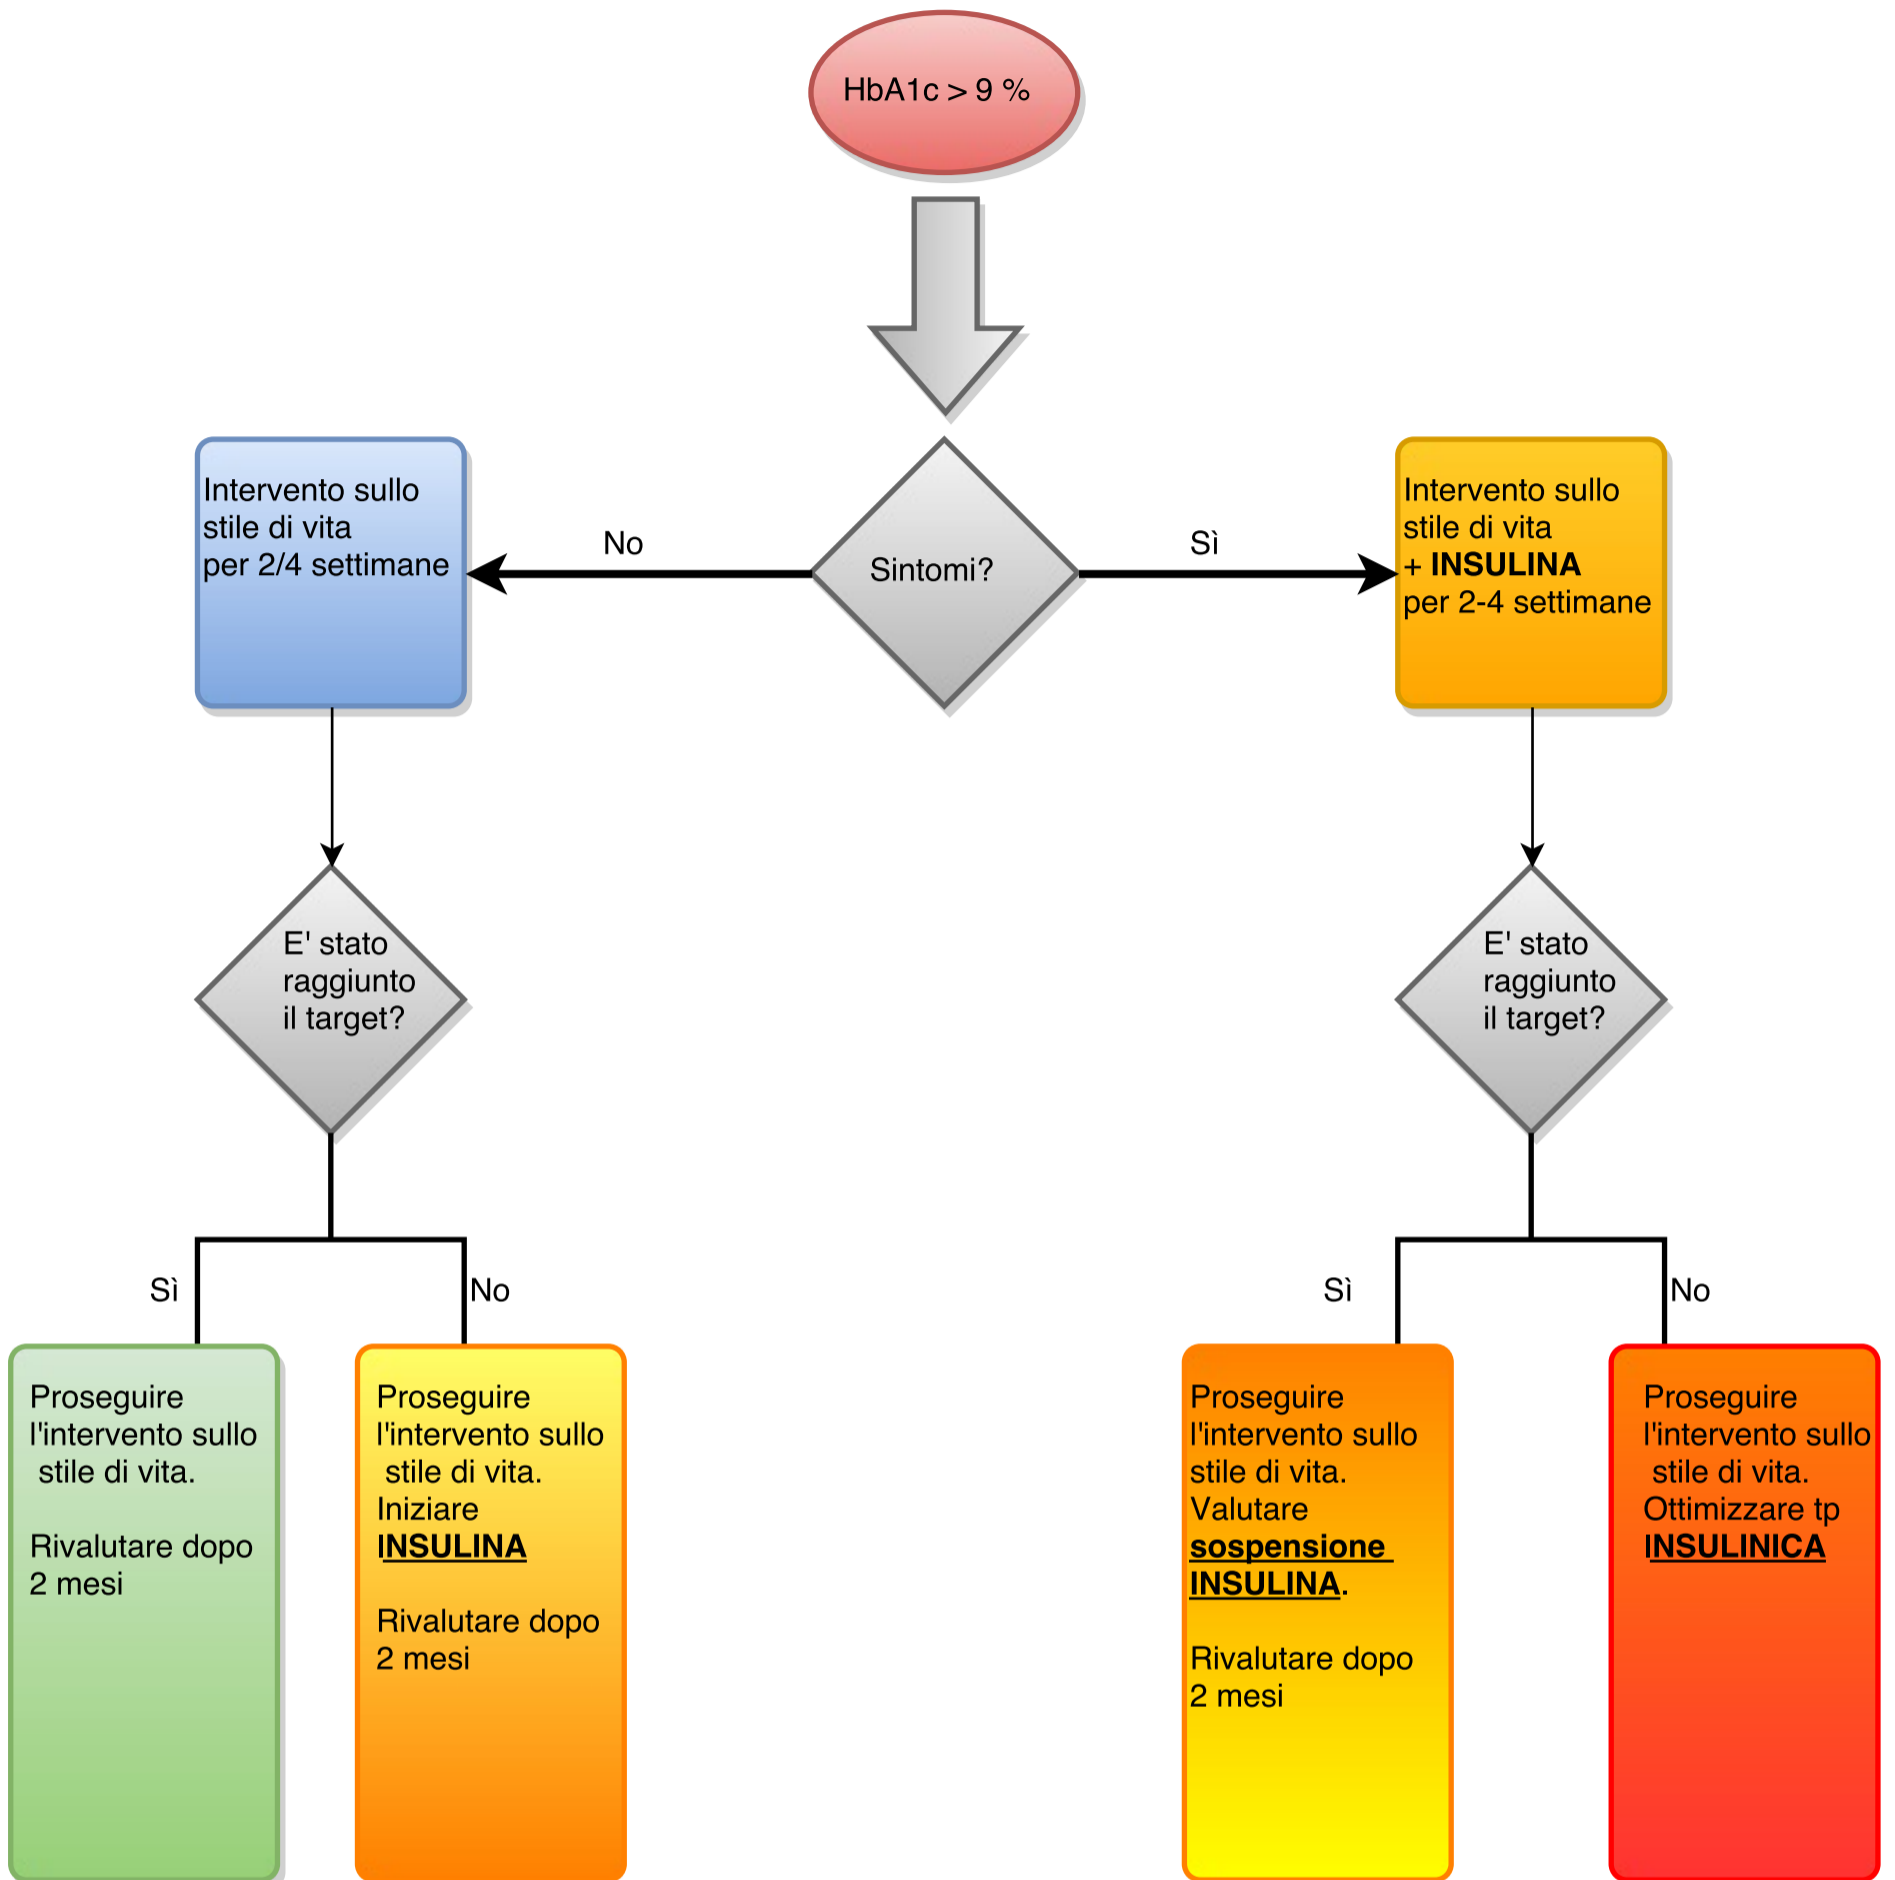 HbA1c > 9 %
Intervento sullo
stile di vita
per 2/4 settimane
No
Sintomi?
Sì
Intervento sullo
stile di vita
+ INSULINA
per 2-4 settimane
E' stato
raggiunto
il target?
E' stato
raggiunto
il target?
Sì
No
Sì
No
Proseguire
l'intervento sullo
stile di vita.
Rivalutare dopo
2 mesi
Proseguire
l'intervento sullo
stile di vita.
Iniziare
INSULINA
Rivalutare dopo
2 mesi
Proseguire
l'intervento sullo
stile di vita.
Valutare
sospensione
INSULINA.
Rivalutare dopo
2 mesi
Proseguire
l'intervento sullo
stile di vita.
Ottimizzare tp
INSULINICA